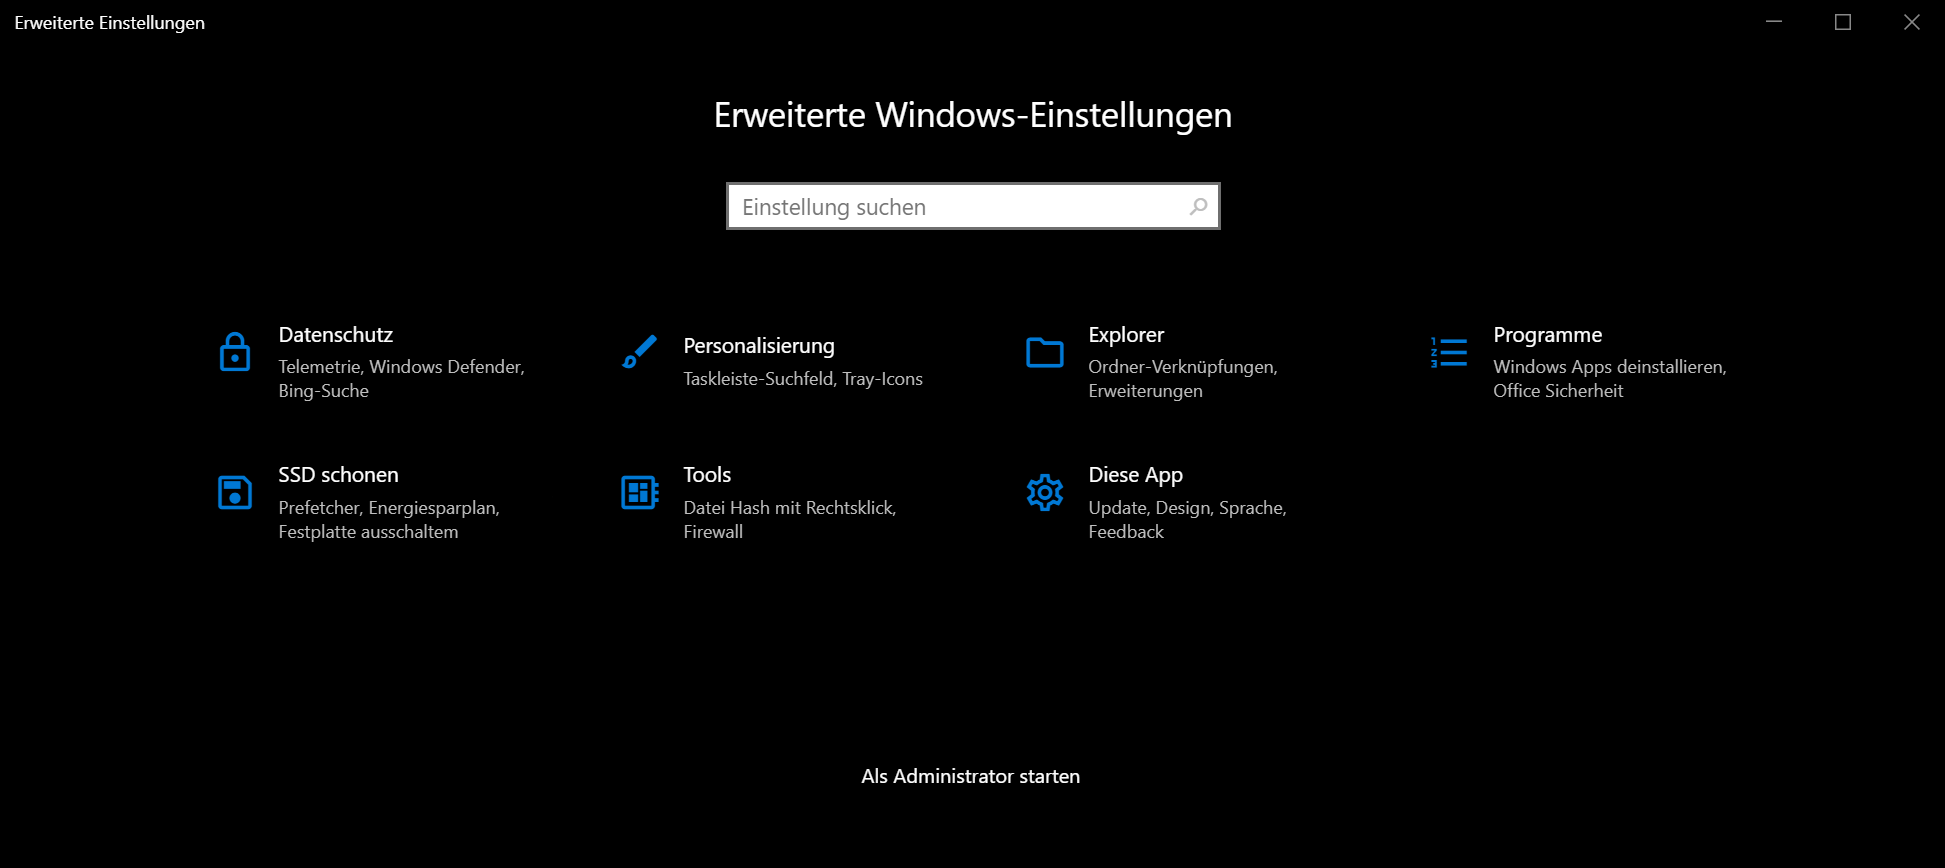 Erweiterte Einstellungen
Erweiterte Windows-Einstellungen
Einstellung suchen
Datenschutz
Telemetrie, Windows Defender,
Bing-Suche
Personalisierung
Taskleiste-Suchfeld, Tray-Icons
Explorer
Ordner-Verknüpfungen,
Erweiterungen
Programme
Windows Apps deinstallieren,
Office Sicherheit
SSD schonen
Prefetcher, Energiesparplan,
Festplatte ausschaltem
Tools
Datei Hash mit Rechtsklick,
Firewall
Diese App
Update, Design, Sprache,
Feedback
Als Administrator starten